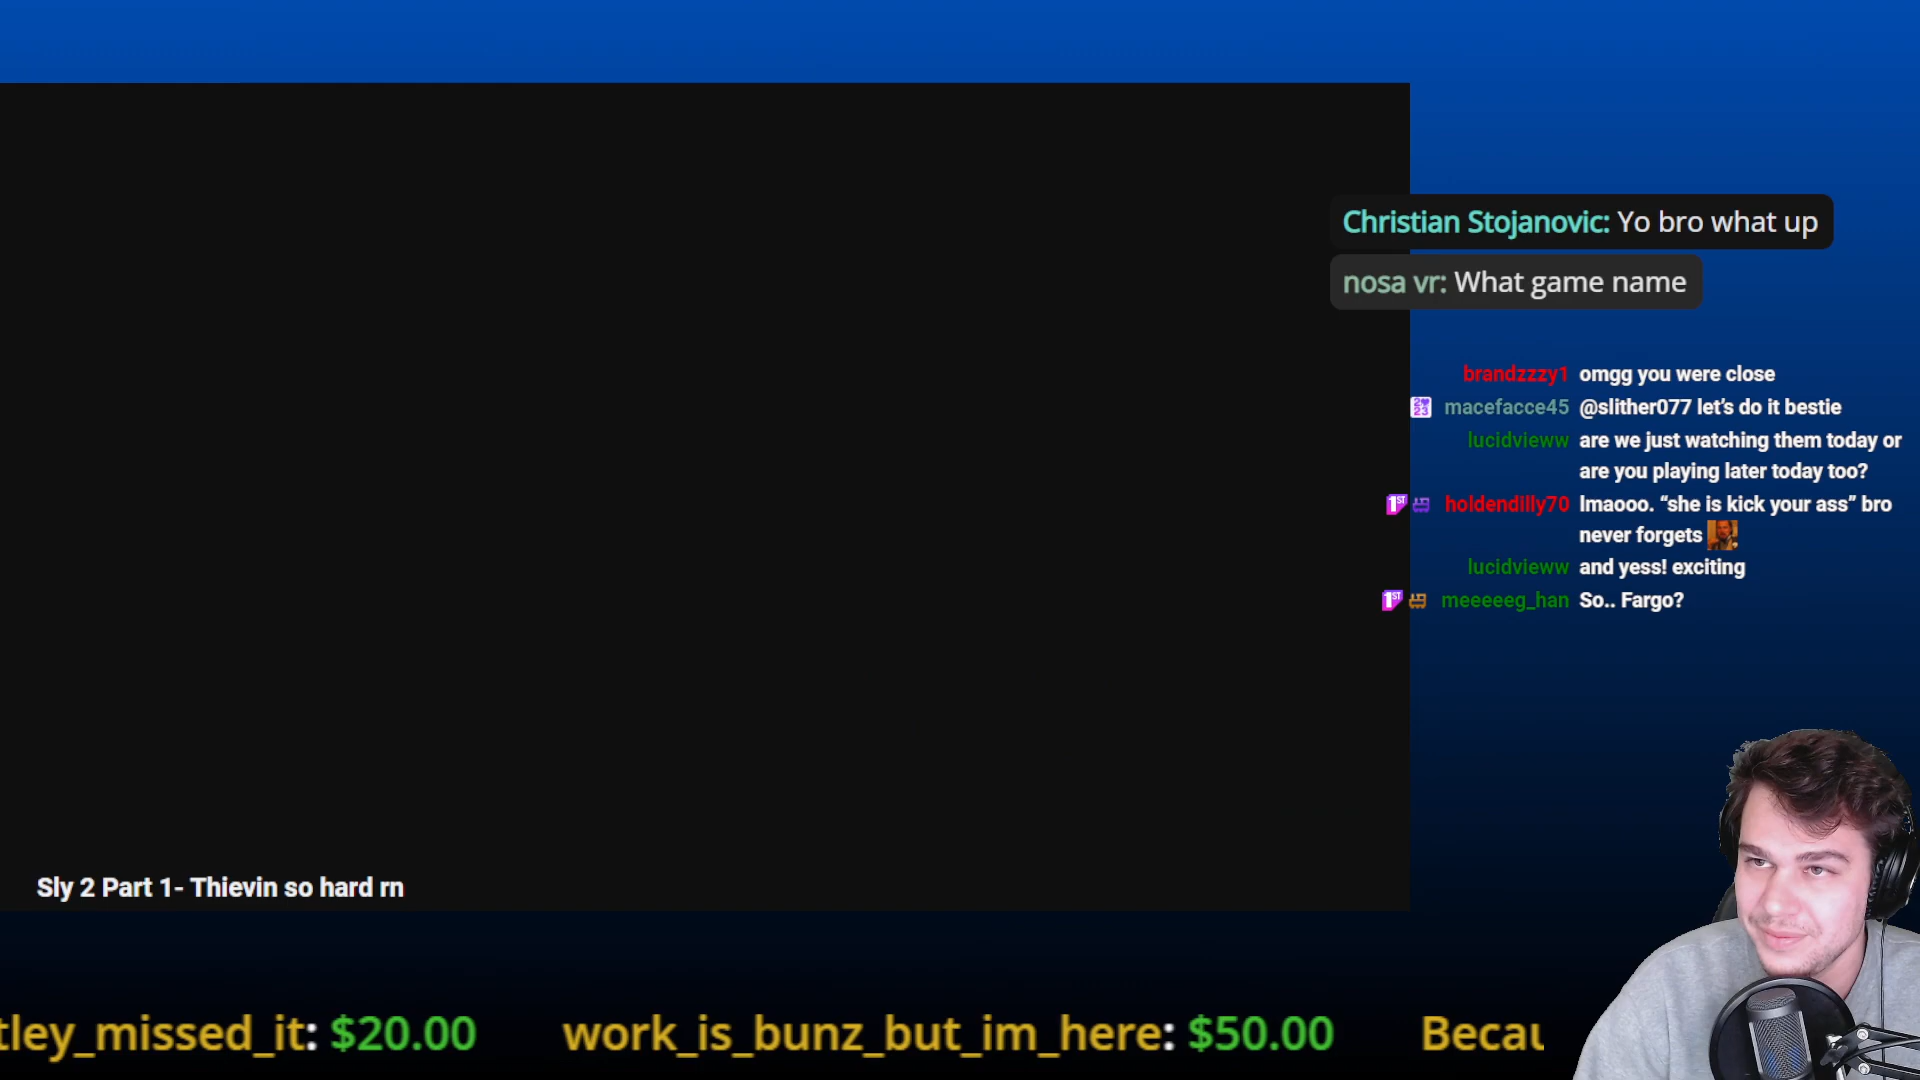 Christian Stojanovic: Yo bro what up
nosa vr: What game name
brandzzzy1 omgg you were close
macefacce45 @slither077 let’s do it bestie
lucidvieww are we just watching them today or
are you playing later today too?
holdendilly70 lmaooo. “she is kick your ass” bro
never forgets
lucidvieww and yess! exciting
meeeeeg_han So.. Fargo?
Sly 2 Part 1- Thievin so hard rn
tley_missed_it: $20.00 work_is_bunz_but_im_here: $50.00 Becau